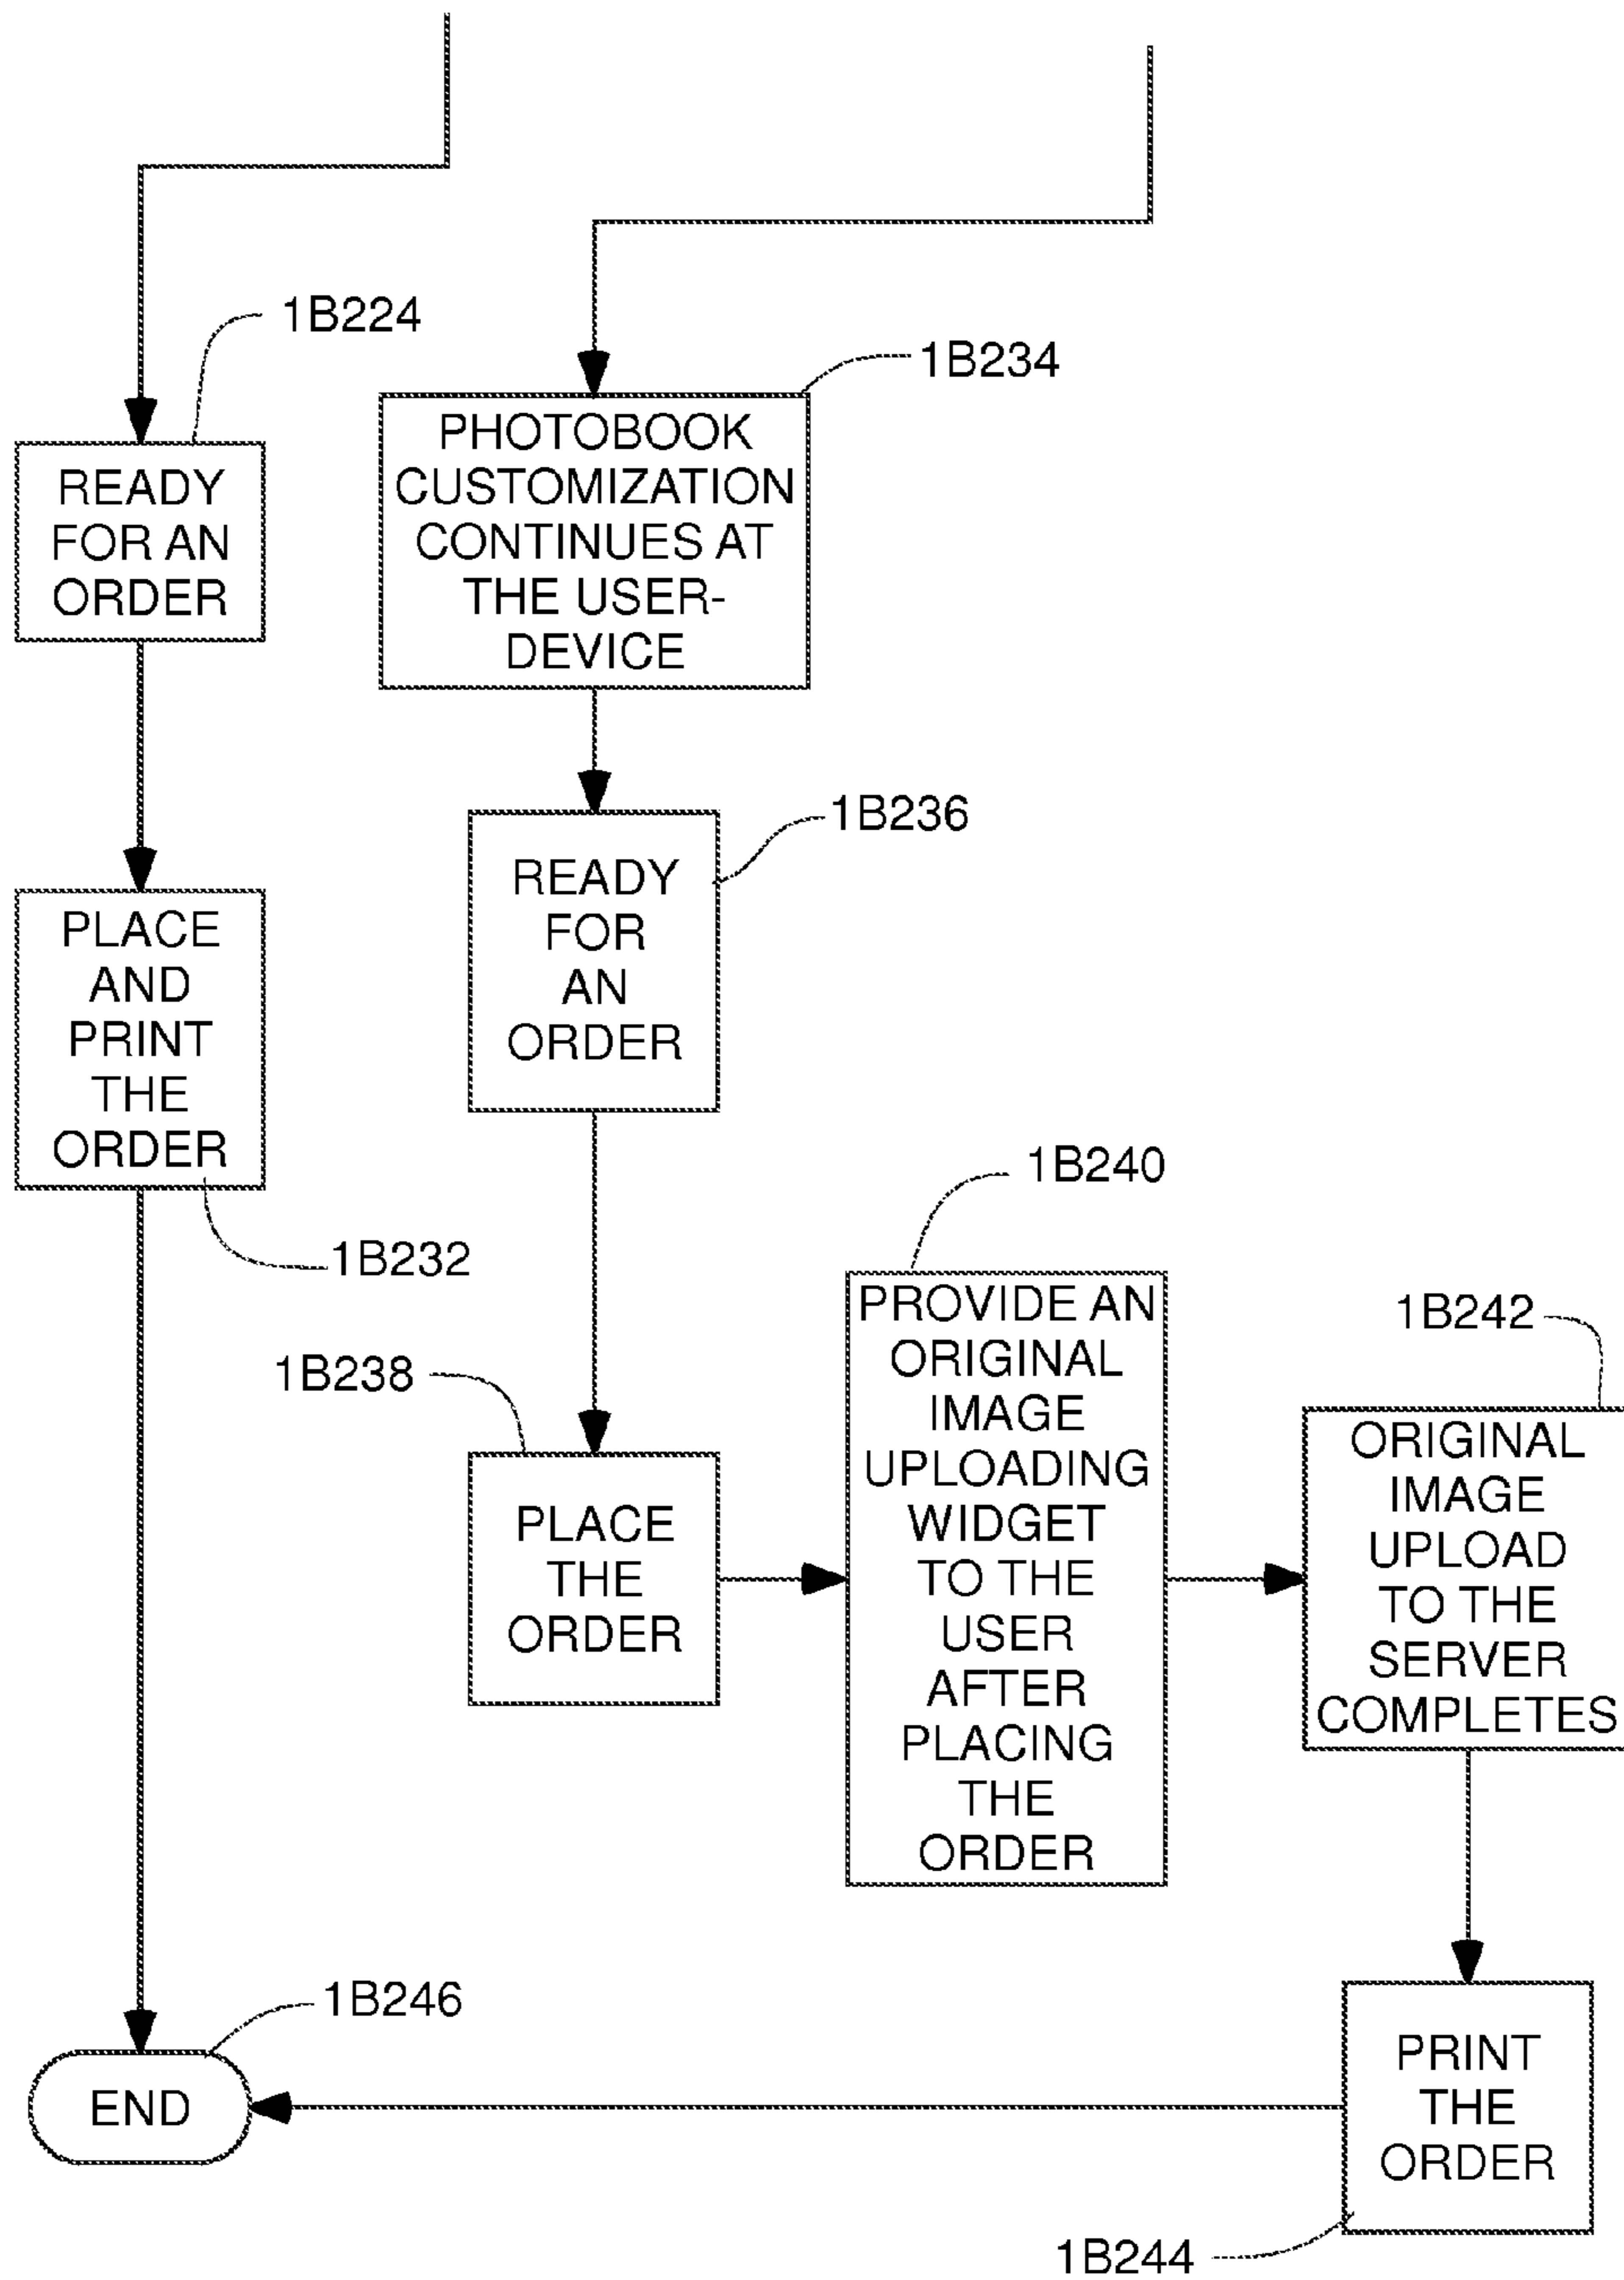 1B224
READY
FOR AN
ORDER
1B234
PHOTOBOOK
CUSTOMIZATION
CONTINUES AT
THE USER-
DEVICE
1B236
READY
FOR
AN
ORDER
PLACE
AND
PRINT
THE
ORDER
1B232
1B238
PLACE
THE
ORDER
1B240
PROVIDE AN
ORIGINAL
IMAGE
UPLOADING
WIDGET
TO THE
USER
AFTER
PLACING
THE
ORDER
1B242
ORIGINAL
IMAGE
UPLOAD
TO THE
SERVER
COMPLETES
1B246
END
PRINT
THE
ORDER
1B244